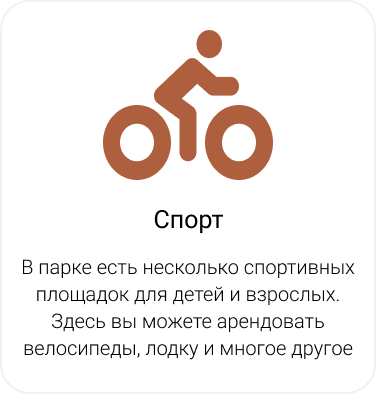 Спорт
В парке есть несколько спортивных
площадок для детей и взрослых.
Здесь вы можете арендовать
велосипеды, лодку и многое другое